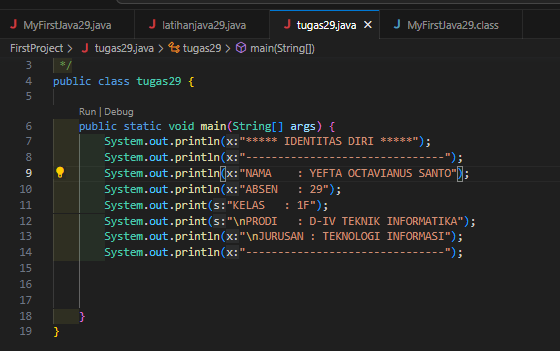 MyFirstJava29.java latihanjava29.java tugas29.java MyFirstJava29.class
FirstProject > tugas29.java > tugas29 > main(String[])
3 */
4 public class tugas29 {
5
Run | Debug
6 public static void main(String[] args) {
7 System.out.println(x:"***** IDENTITAS DIRI *****");
8 System.out.println(x:"-------------------------------");
9 System.out.println(x:"NAMA    : YEFTA OCTAVIANUS SANTO");
10 System.out.println(x:"ABSEN   : 29");
11 System.out.print(s:"KELAS   : 1F");
12 System.out.print(s:"\nPRODI   : D-IV TEKNIK INFORMATIKA");
13 System.out.println(x:"\nJURUSAN : TEKNOLOGI INFORMASI");
14 System.out.println(x:"-------------------------------");
15
16
17
18 }
19 }